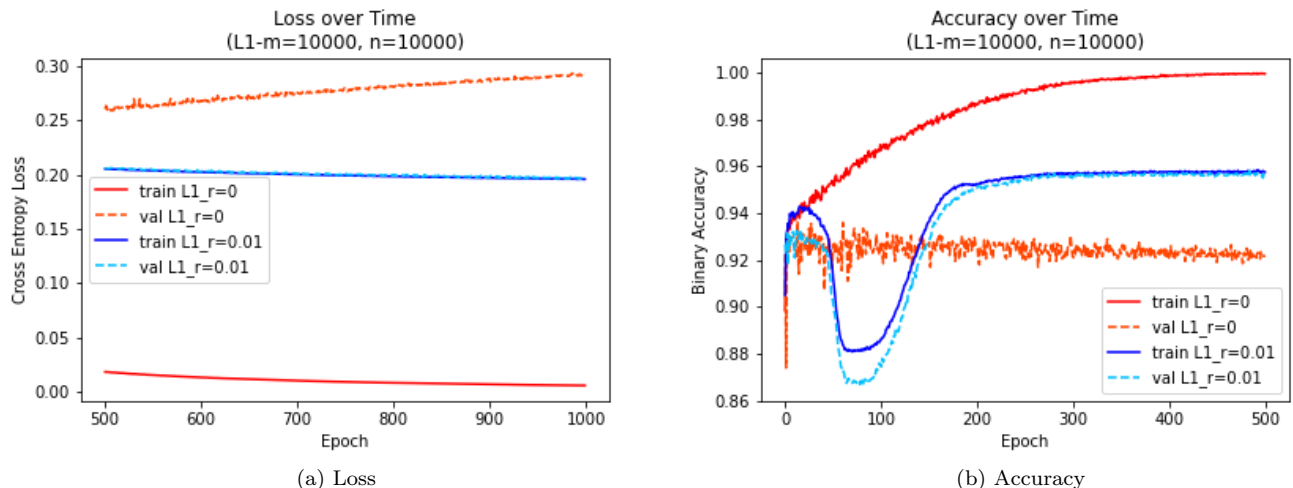 Loss over Time
(L1-m=10000, n=10000)
0.30
0.25
0.20
0.15
0.10
0.05
0.00
Cross Entropy Loss
train L1_r=0
val L1_r=0
train L1_r=0.01
val L1_r=0.01
500 600 700 800 900 1000
Epoch
(a) Loss
Accuracy over Time
(L1-m=10000, n=10000)
1.00
0.98
0.96
0.94
0.92
0.90
0.88
0.86
Binary Accuracy
train L1_r=0
val L1_r=0
train L1_r=0.01
val L1_r=0.01
0 100 200 300 400 500
Epoch
(b) Accuracy